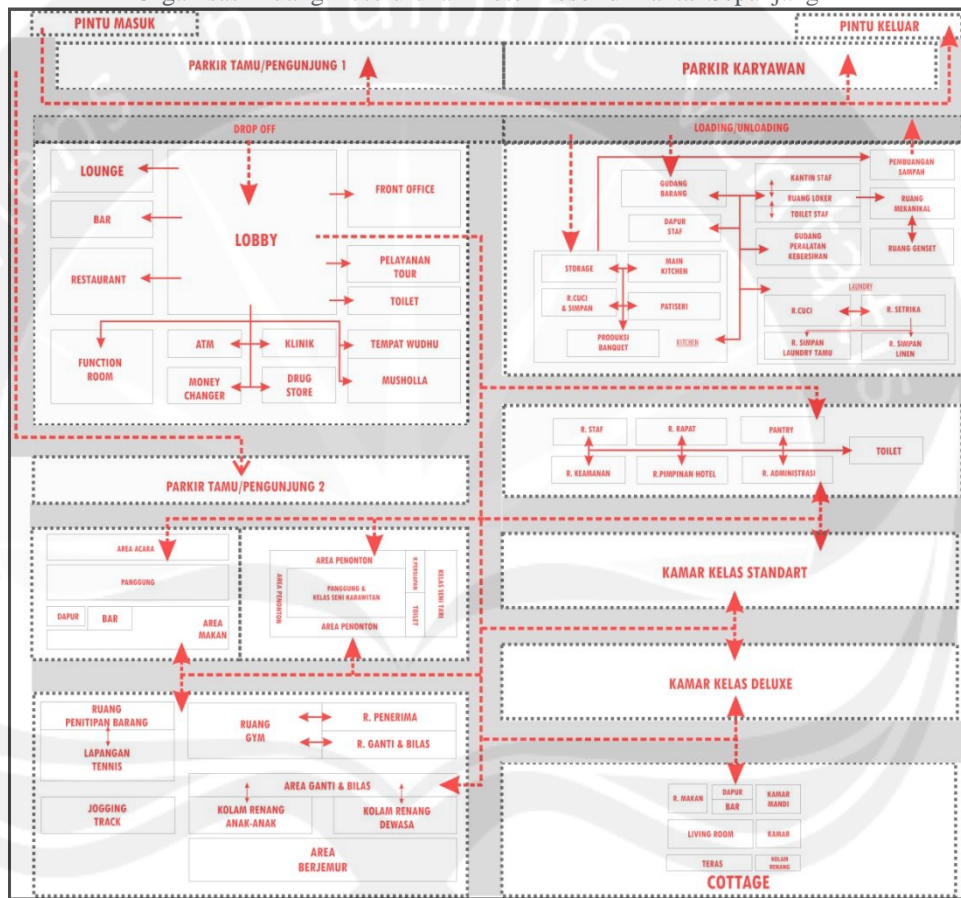 PINTU MASUK
PINTU KELUAR
PARKIR TAMU/PENGUNJUNG 1
PARKIR KARYAWAN
DROP OFF
LOADING/UNLOADING
LOUNGE
BAR
RESTAURANT
FUNCTION
ROOM
LOBBY
FRONT OFFICE
PELAYANAN
TOUR
TOILET
ATM
KLINIK
TEMPAT WUDHU
MONEY
CHANGER
DRUG
STORE
MUSHOLLA
GUDANG
BARANG
KANTIN STAF
RUANG LOKER
TOILET STAF
PEMBUANGAN
SAMPAH
RUANG
MEKANIKAL
DAPUR
STAF
GUDANG
PERALATAN
KEBERSIHAN
RUANG GENSET
STORAGE
MAIN
KITCHEN
R.CUCI
& SIMPAN
PATISERI
PRODUKSI
BANQUET
KITCHEN
LAUNDRY
R.CUCI
R. SETRIKA
R. SIMPAN
LAUNDRY TAMU
R. SIMPAN
LINEN
R. STAF
R. RAPAT
PANTRY
TOILET
R. KEAMANAN
R.PIMPINAN HOTEL
R. ADMINISTRASI
PARKIR TAMU/PENGUNJUNG 2
AREA ACARA
PANGGUNG
DAPUR
BAR
AREA
MAKAN
AREA PENONTON
AREA PENONTON
PANGGUNG &
KELAS SENI KARAWITAN
AREA PENONTON
R.PERSIAPAN
TOILET
KELAS SENI TARI
KAMAR KELAS STANDART
KAMAR KELAS DELUXE
RUANG
PENITIPAN BARANG
LAPANGAN
TENNIS
JOGGING
TRACK
RUANG
GYM
R. PENERIMA
R. GANTI & BILAS
AREA GANTI & BILAS
KOLAM RENANG
ANAK-ANAK
KOLAM RENANG
DEWASA
AREA
BERJEMUR
R. MAKAN
DAPUR
BAR
KAMAR
MANDI
LIVING ROOM
KAMAR
TERAS
KOLAM
RENANG
COTTAGE